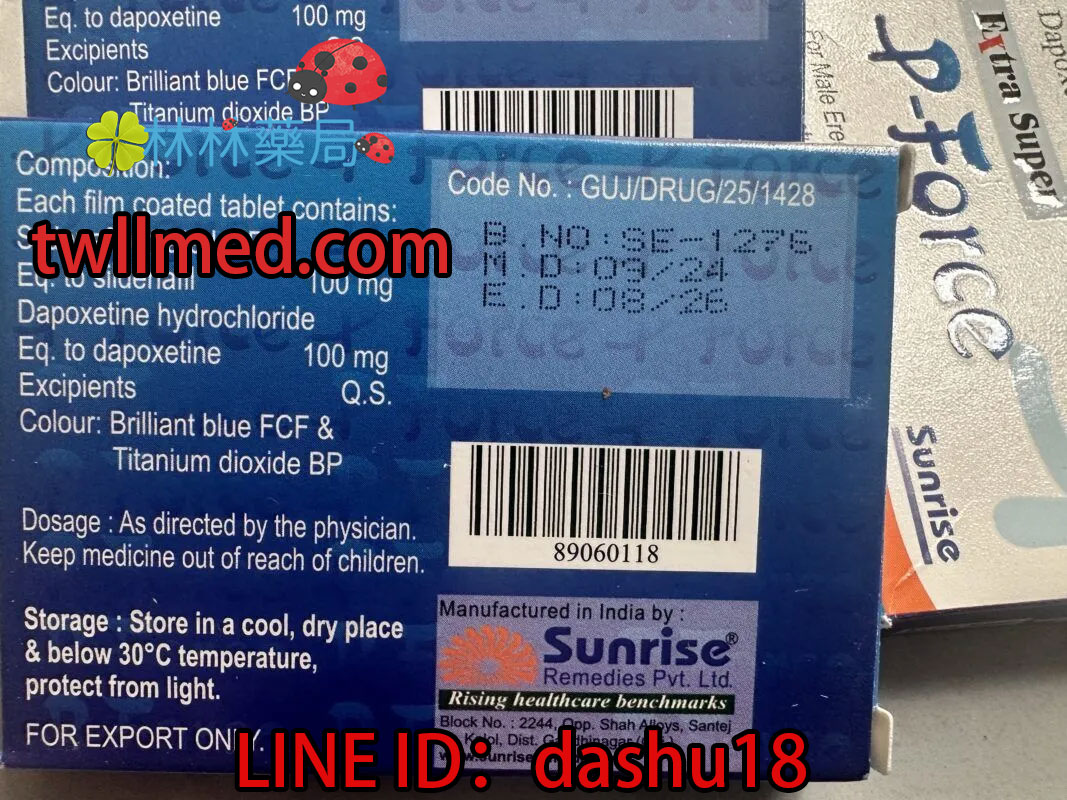 Eq. to dapoxetine 100 mg
Excipients
Colour: Brilliant blue FCF
Titanium dioxide BP
林林藥局
Composition:
Each film coated tablet contains:
twllmed.com
Eq. to sildenafil 100 mg
Dapoxetine hydrochloride
Eq. to dapoxetine 100 mg
Excipients Q.S.
Colour: Brilliant blue FCF &
Titanium dioxide BP
Dosage : As directed by the physician.
Keep medicine out of reach of children.
Storage : Store in a cool, dry place
& below 30°C temperature,
protect from light.
FOR EXPORT ONLY.
Code No. : GUJ/DRUG/25/1428
B.NO:SE-1276
M.D:09/24
E.D:08/26
89060118
Manufactured in India by :
Sunrise®
Remedies Pvt. Ltd.
Rising healthcare benchmarks
Block No. : 2244, Opp. Shah Alloys, Santej
Kalol, Dist. Gandhinagar
LINE ID：dashu18
Extra Super
P-Force
For Male
Sunrise